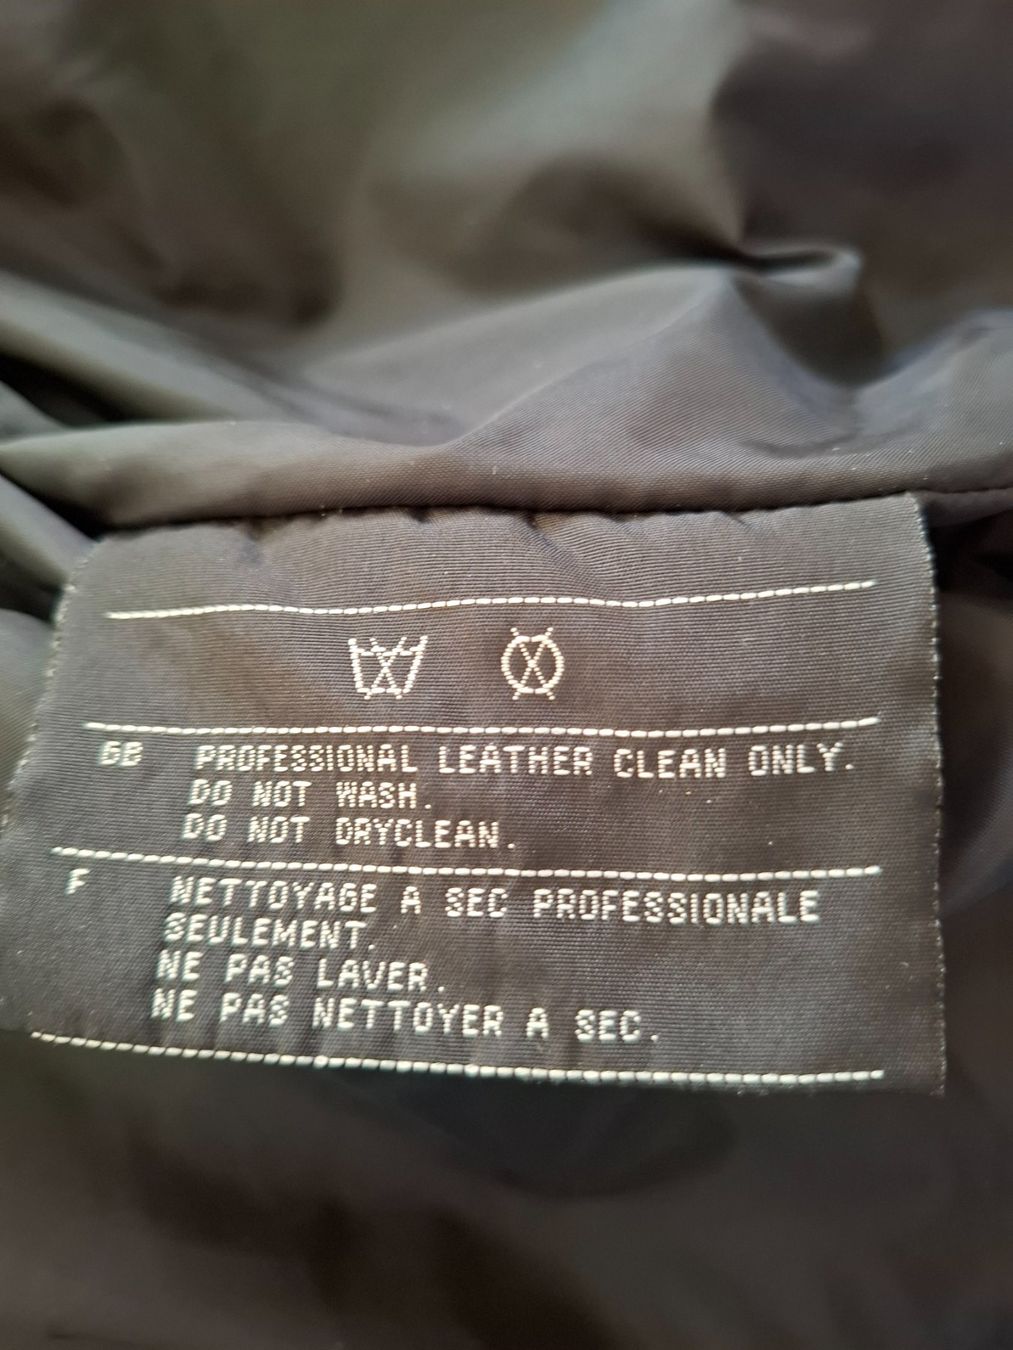 GB PROFESSIONAL LEATHER CLEAN ONLY.
DO NOT WASH.
DO NOT DRYCLEAN.
F NETTOYAGE A SEC PROFESSIONALE
SEULEMENT.
NE PAS LAVER.
NE PAS NETTOYER A SEC.